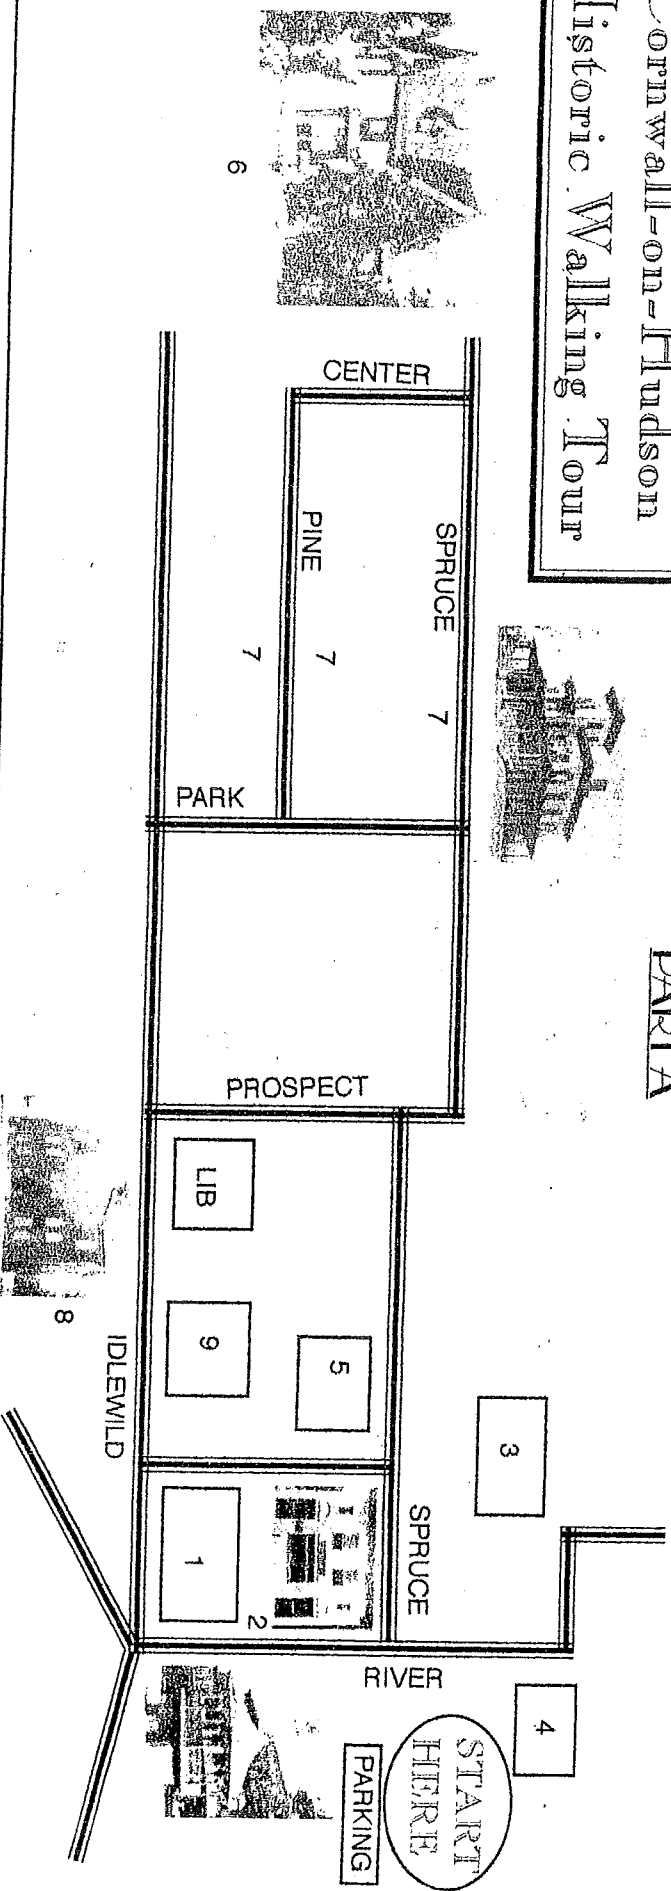 Cornwall-on-Hudson
Historic Walking Tour
PART A
6
CENTER
PINE
SPRUCE
7
7
7
PARK
PROSPECT
LIB
9
5
3
8
IDLEWILD
SPRUCE
1
2
RIVER
4
START
HERE
PARKING